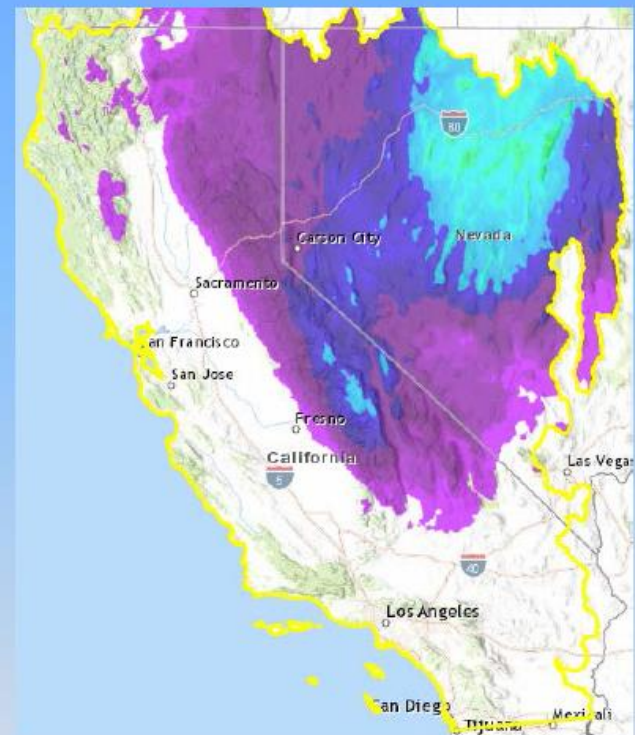 80
Carson City
Nevada
Sacramento
an Francisco
San Jose
Fresno
California
5
Las Vegas
40
Los Angeles
an Diego
Tijuana
Mexicali